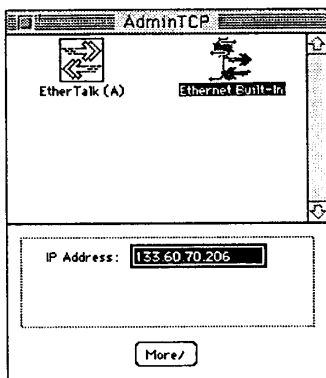 AdminTCP
EtherTalk (A)
Ethernet Built-In
IP Address: 133.60.70.206
More/